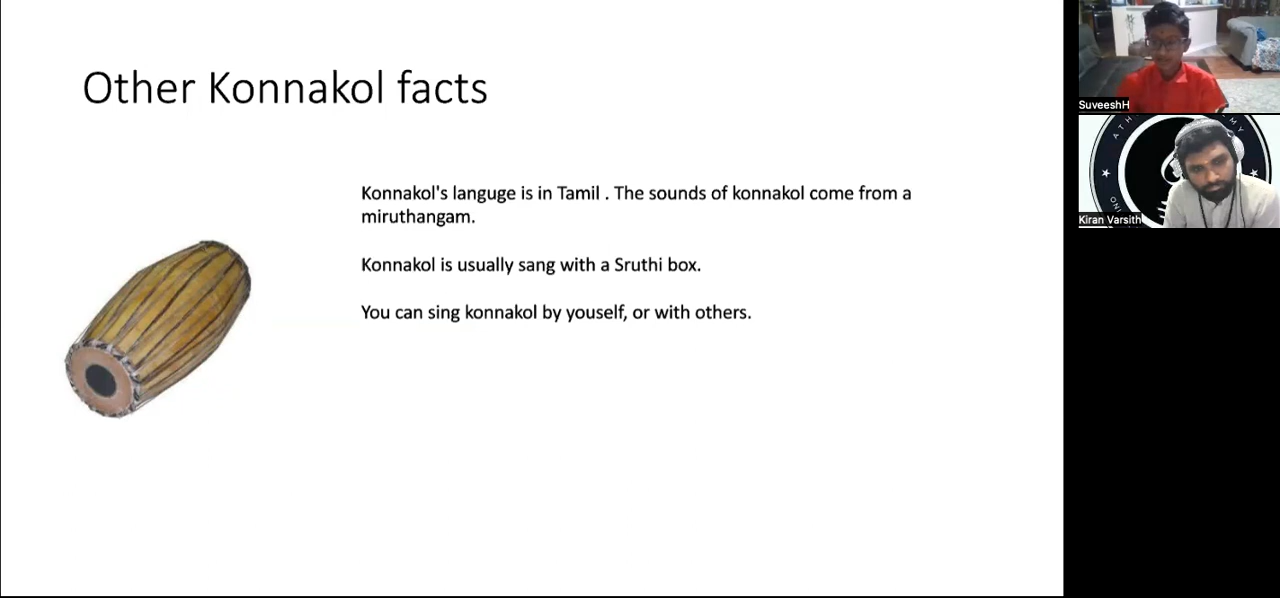 Other Konnakol facts
Konnakol's languge is in Tamil . The sounds of konnakol come from a
miruthangam.
Konnakol is usually sang with a Sruthi box.
You can sing konnakol by youself, or with others.
SuveeshH
Kiran Varsith